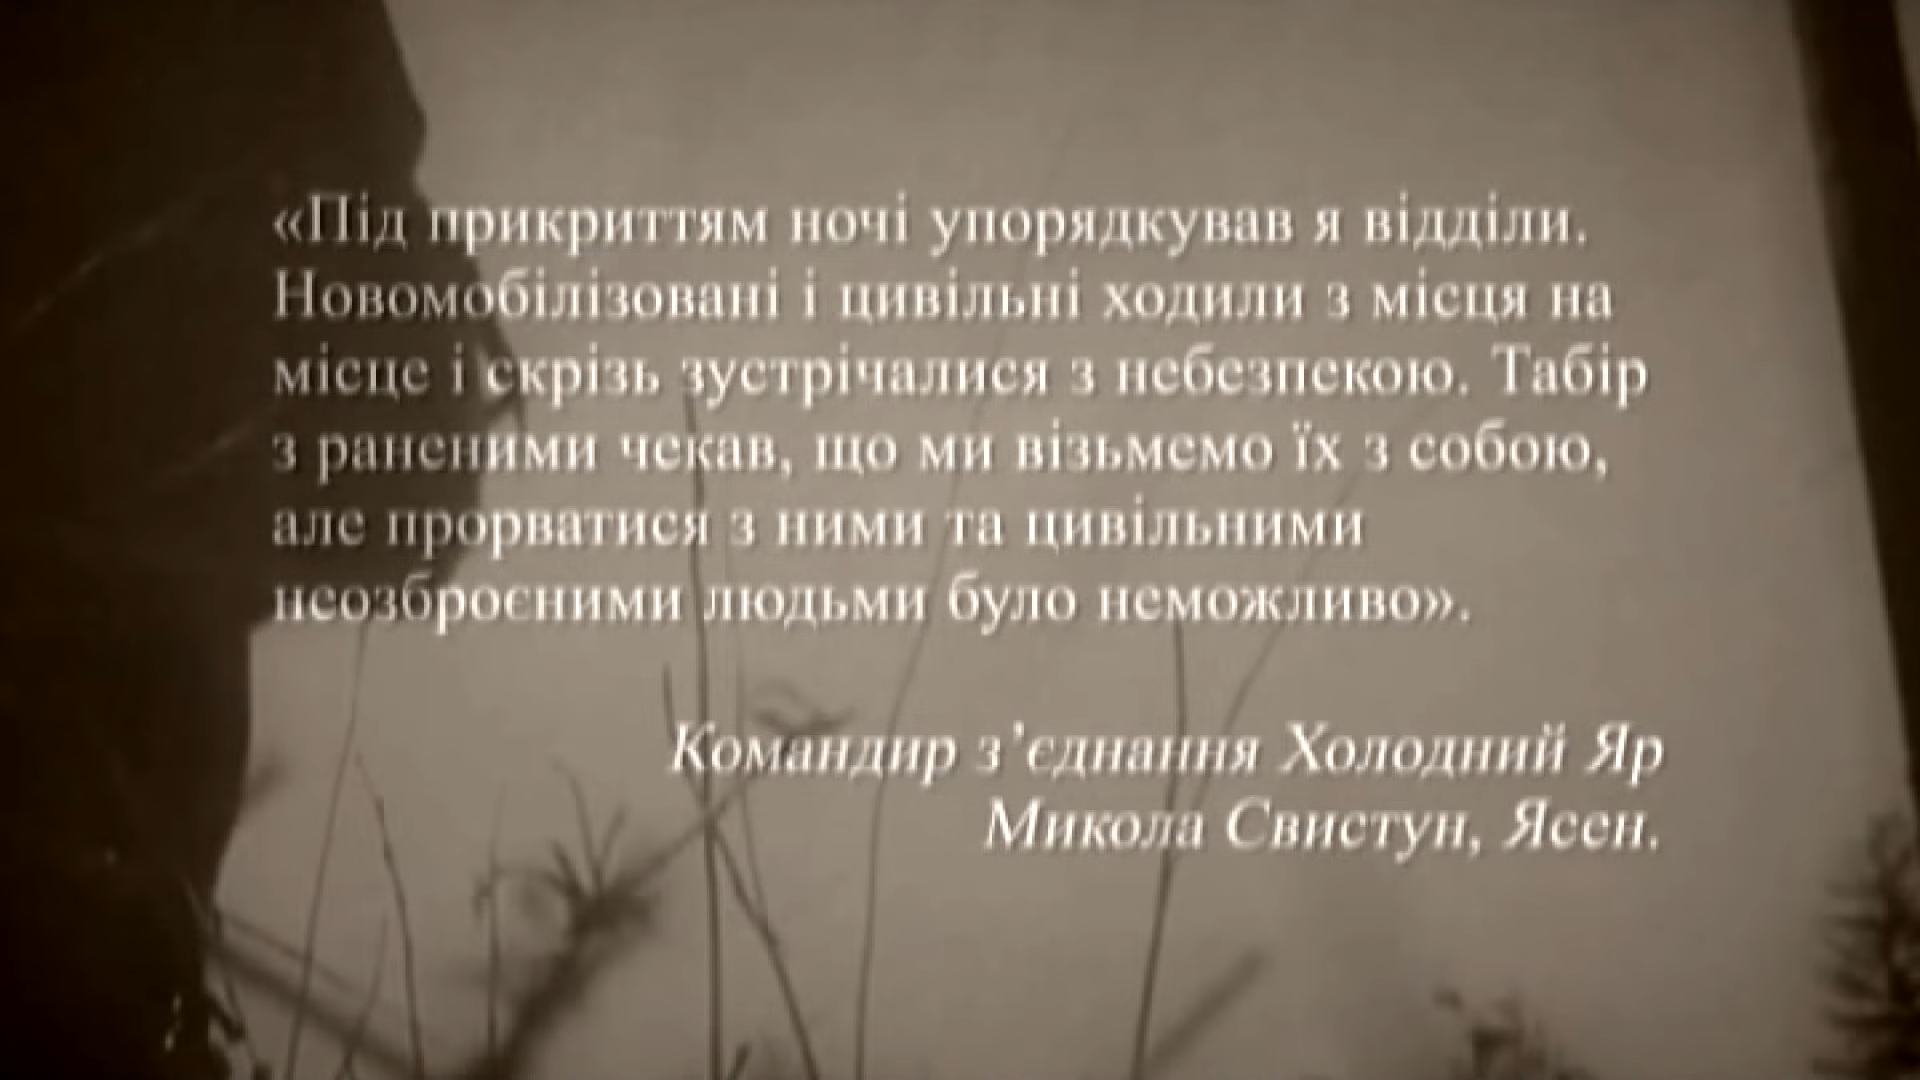 «Під прикриттям ночі упорядкував я відділи.
Новомобілізовані і цивільні ходили з місця на
місце і скрізь зустрічалися з небезпекою. Табір
з раненими чекав, що ми візьмемо їх з собою,
але прорватися з ними та цивільними
неозброєними людьми було неможливо».
Командир з’єднання Холодний Яр
Микола Свистун, Ясен.